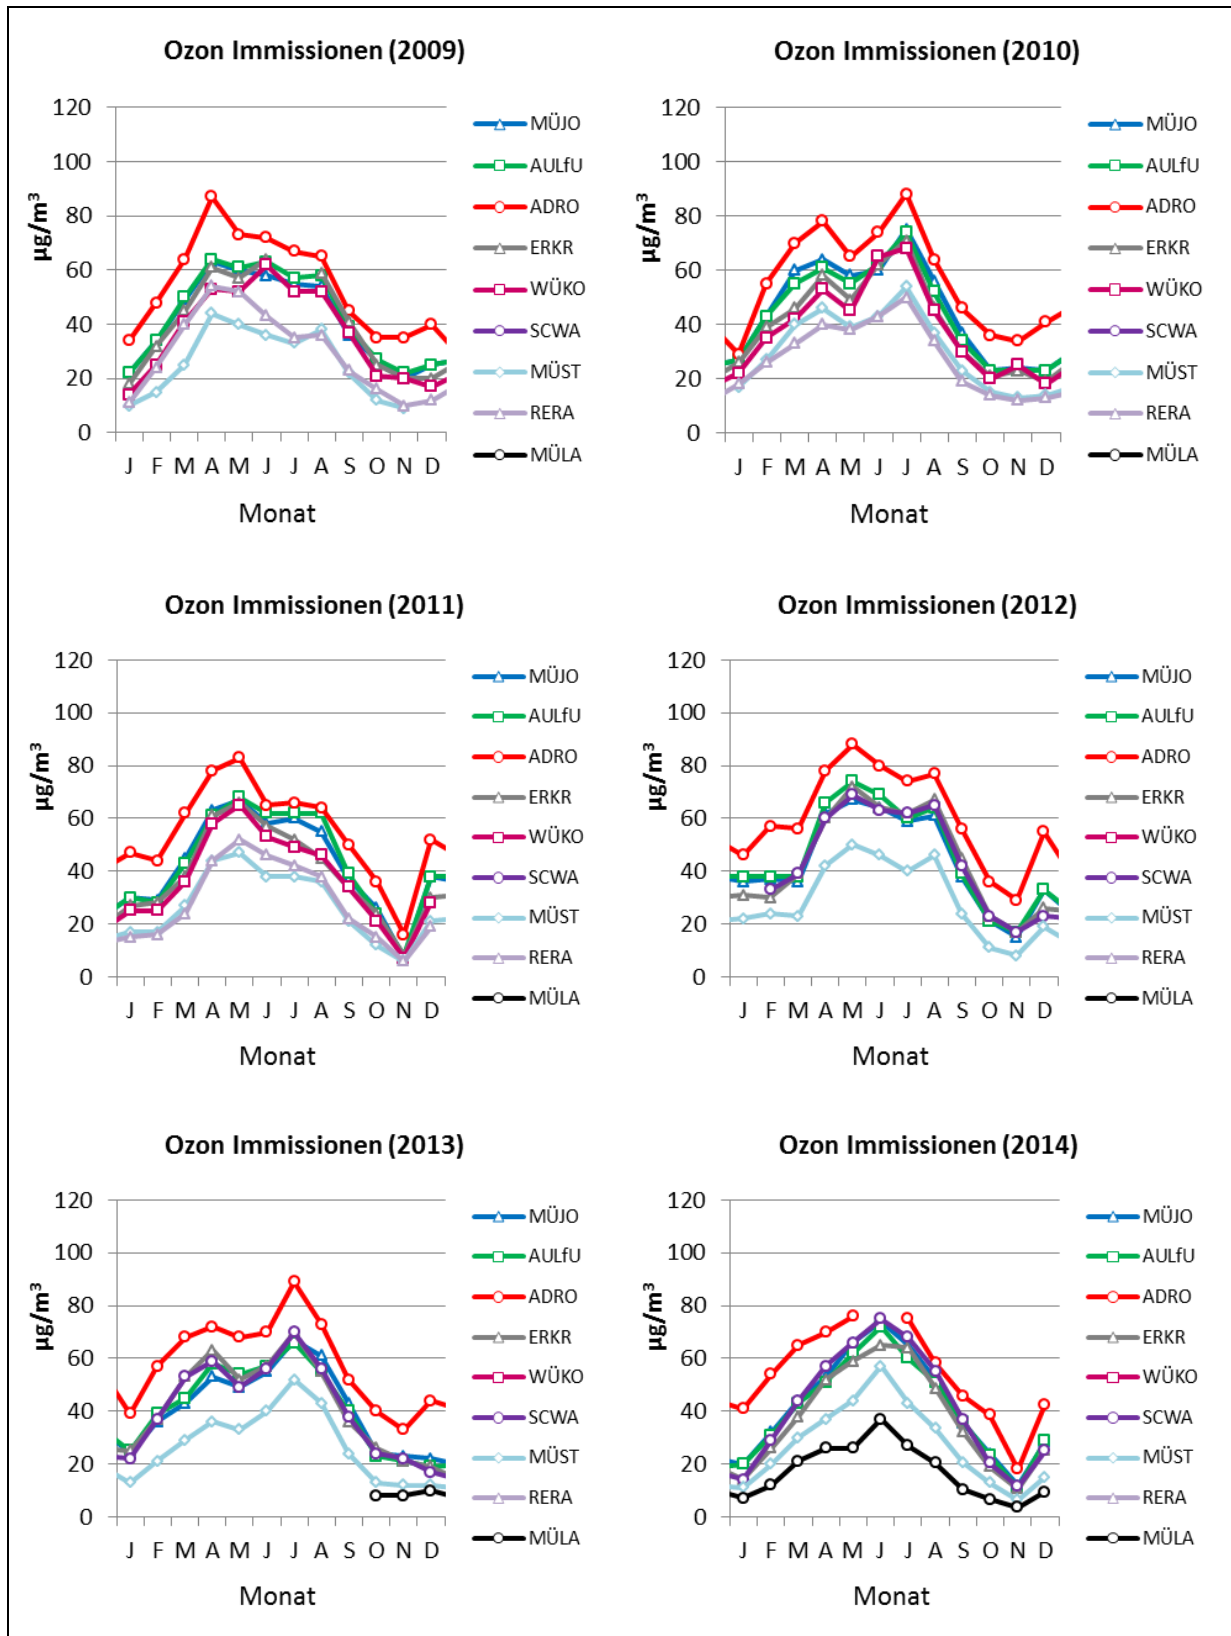 Ozon Immissionen (2009)
120
100
80
60
40
20
0
µg/m³
J F M A M J J A S O N D
Monat
MÜJO
AULfU
ADRO
ERKR
WÜKO
SCWA
MÜST
RERA
MÜLA
Ozon Immissionen (2010)
120
100
80
60
40
20
0
µg/m³
J F M A M J J A S O N D
Monat
MÜJO
AULfU
ADRO
ERKR
WÜKO
SCWA
MÜST
RERA
MÜLA
Ozon Immissionen (2011)
120
100
80
60
40
20
0
µg/m³
J F M A M J J A S O N D
Monat
MÜJO
AULfU
ADRO
ERKR
WÜKO
SCWA
MÜST
RERA
MÜLA
Ozon Immissionen (2012)
120
100
80
60
40
20
0
µg/m³
J F M A M J J A S O N D
Monat
MÜJO
AULfU
ADRO
ERKR
WÜKO
SCWA
MÜST
RERA
MÜLA
Ozon Immissionen (2013)
120
100
80
60
40
20
0
µg/m³
J F M A M J J A S O N D
Monat
MÜJO
AULfU
ADRO
ERKR
WÜKO
SCWA
MÜST
RERA
MÜLA
Ozon Immissionen (2014)
120
100
80
60
40
20
0
µg/m³
J F M A M J J A S O N D
Monat
MÜJO
AULfU
ADRO
ERKR
WÜKO
SCWA
MÜST
RERA
MÜLA